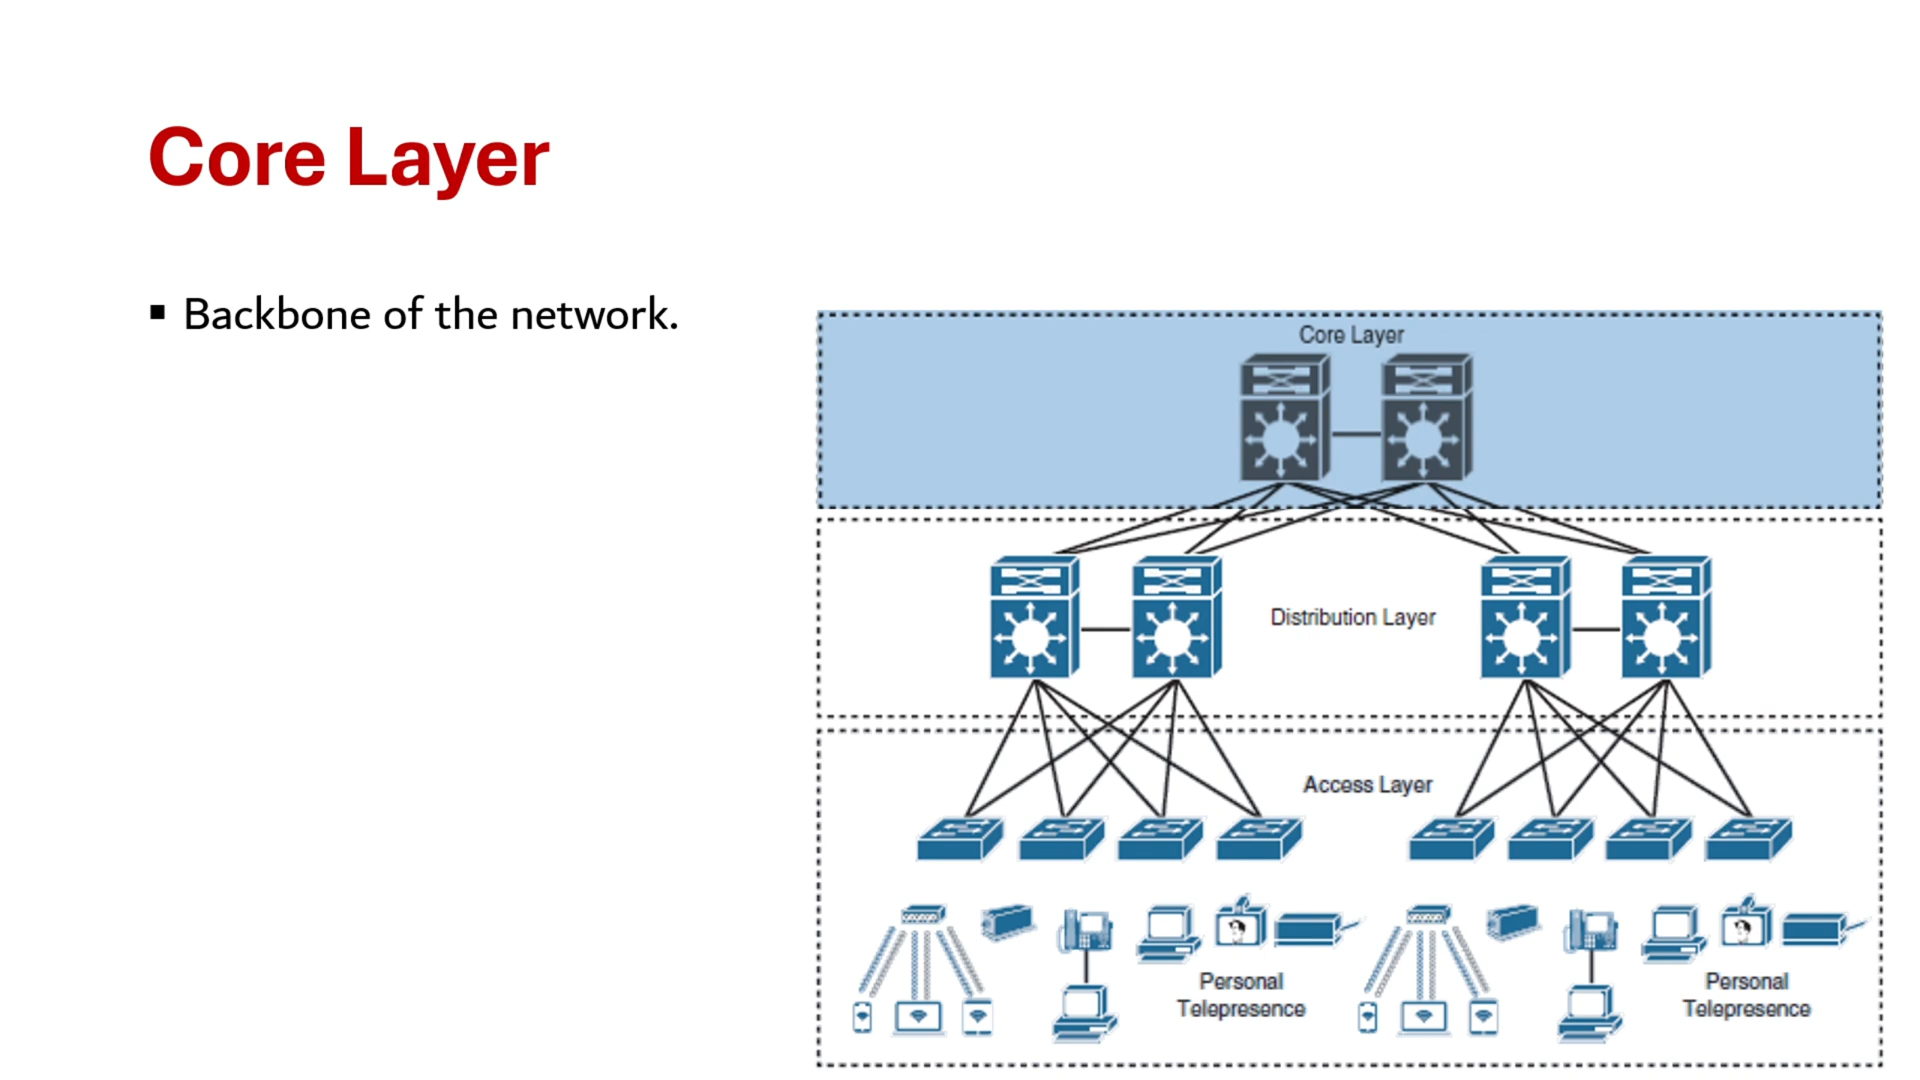 Core Layer
▪ Backbone of the network.
Core Layer
Distribution Layer
Access Layer
Personal
Telepresence
Personal
Telepresence